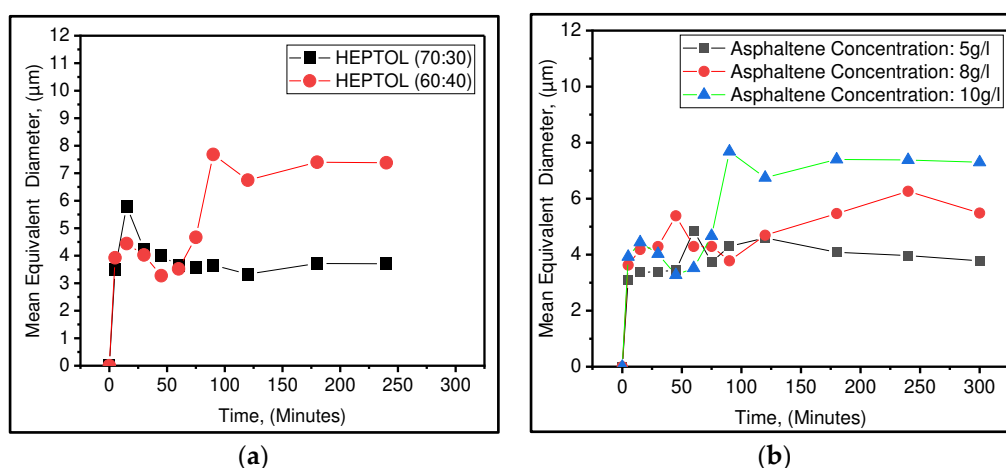 12
11
10
9
8
7
6
5
4
3
2
1
0
Mean Equivalent Diameter, (µm)
HEPTOL (70:30)
HEPTOL (60:40)
0 50 100 150 200 250 300
Time, (Minutes)
(a)
12
10
8
6
4
2
0
Mean Equivalent Diameter, (µm)
Asphaltene Concentration: 5g/l
Asphaltene Concentration: 8g/l
Asphaltene Concentration: 10g/l
0 50 100 150 200 250 300
Time, (Minutes)
(b)